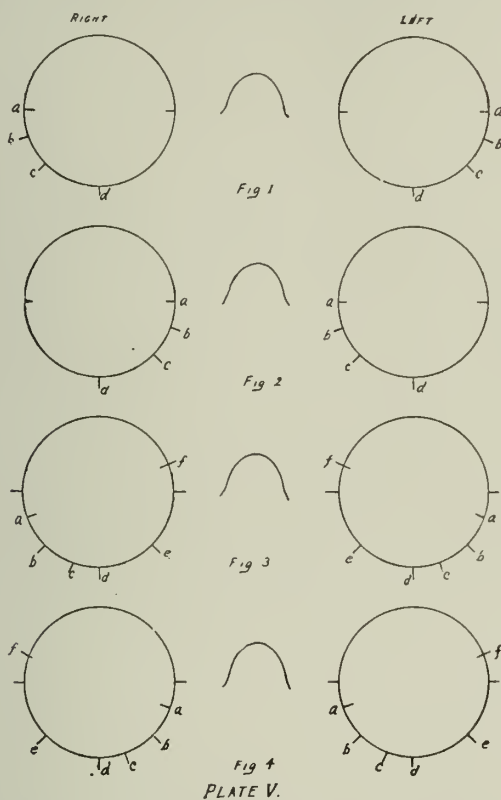 RIGHT LEFT
a a
b b
c c
d d
Fig 1
a a
b b
c c
d d
Fig 2
f f
a a
b e e b
c d d c
Fig 3
f f
a a
e b b e
d c c d
Fig 4
PLATE V.